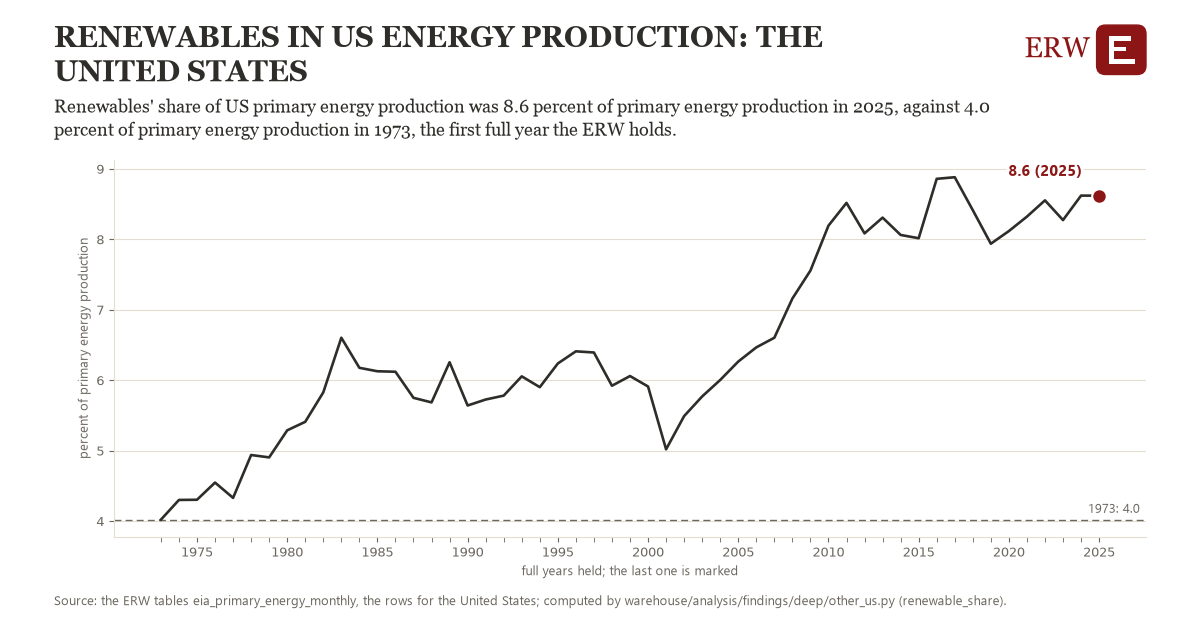 RENEWABLES IN US ENERGY PRODUCTION: THE
UNITED STATES
ERW E
Renewables' share of US primary energy production was 8.6 percent of primary energy production in 2025, against 4.0
percent of primary energy production in 1973, the first full year the ERW holds.
percent of primary energy production
9
8
7
6
5
4
8.6 (2025)
1973: 4.0
1975 1980 1985 1990 1995 2000 2005 2010 2015 2020 2025
full years held; the last one is marked
Source: the ERW tables eia_primary_energy_monthly, the rows for the United States; computed by warehouse/analysis/findings/deep/other_us.py (renewable_share).